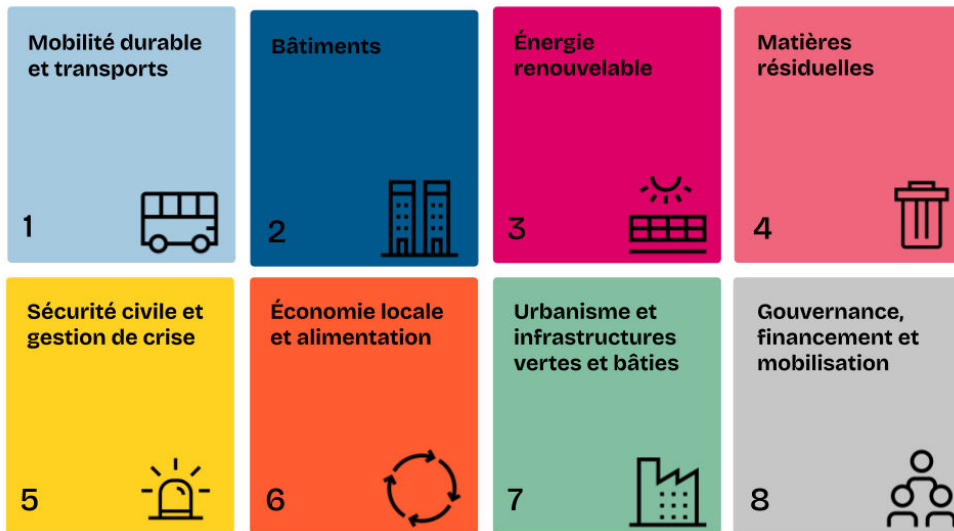 Mobilité durable
et transports
1
Bâtiments
2
Énergie
renouvelable
3
Matières
résiduelles
4
Sécurité civile et
gestion de crise
5
Économie locale
et alimentation
6
Urbanisme et
infrastructures
vertes et bâties
7
Gouvernance,
financement et
mobilisation
8